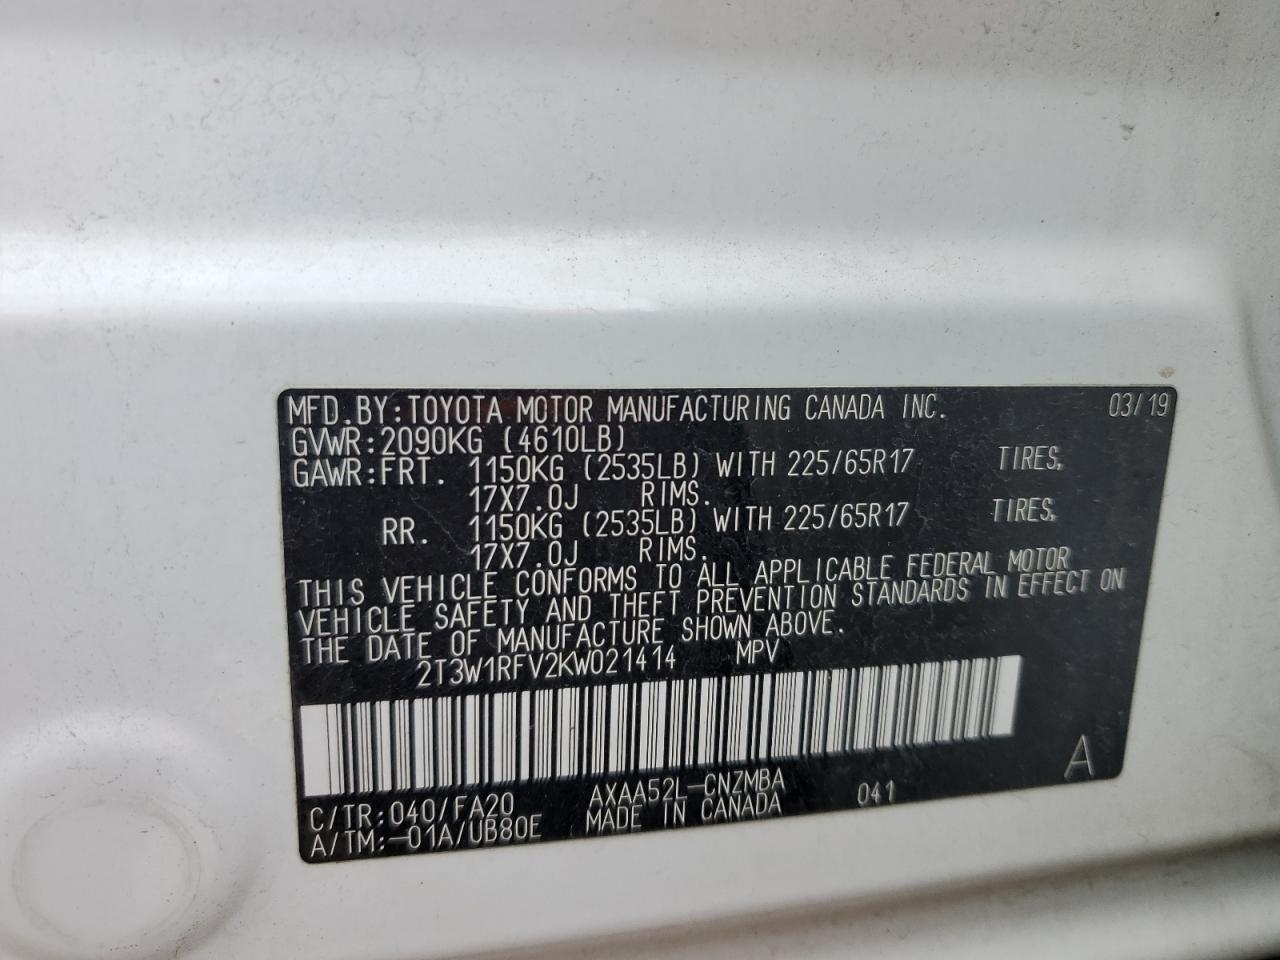 MFD.BY:TOYOTA MOTOR MANUFACTURING CANADA INC. 03/19
GVWR:2090KG (4610LB)
GAWR:FRT. 1150KG (2535LB) WITH 225/65R17 TIRES,
17X7.0J RIMS.
RR. 1150KG (2535LB) WITH 225/65R17 TIRES,
17X7.0J RIMS.
THIS VEHICLE CONFORMS TO ALL APPLICABLE FEDERAL MOTOR
VEHICLE SAFETY AND THEFT PREVENTION STANDARDS IN EFFECT ON
THE DATE OF MANUFACTURE SHOWN ABOVE.
2T3W1RFV2KW021414 MPV
A
C/TR:040/FA20 AXAA52L-CNZMBA 041
A/TM:-01A/UB80E MADE IN CANADA